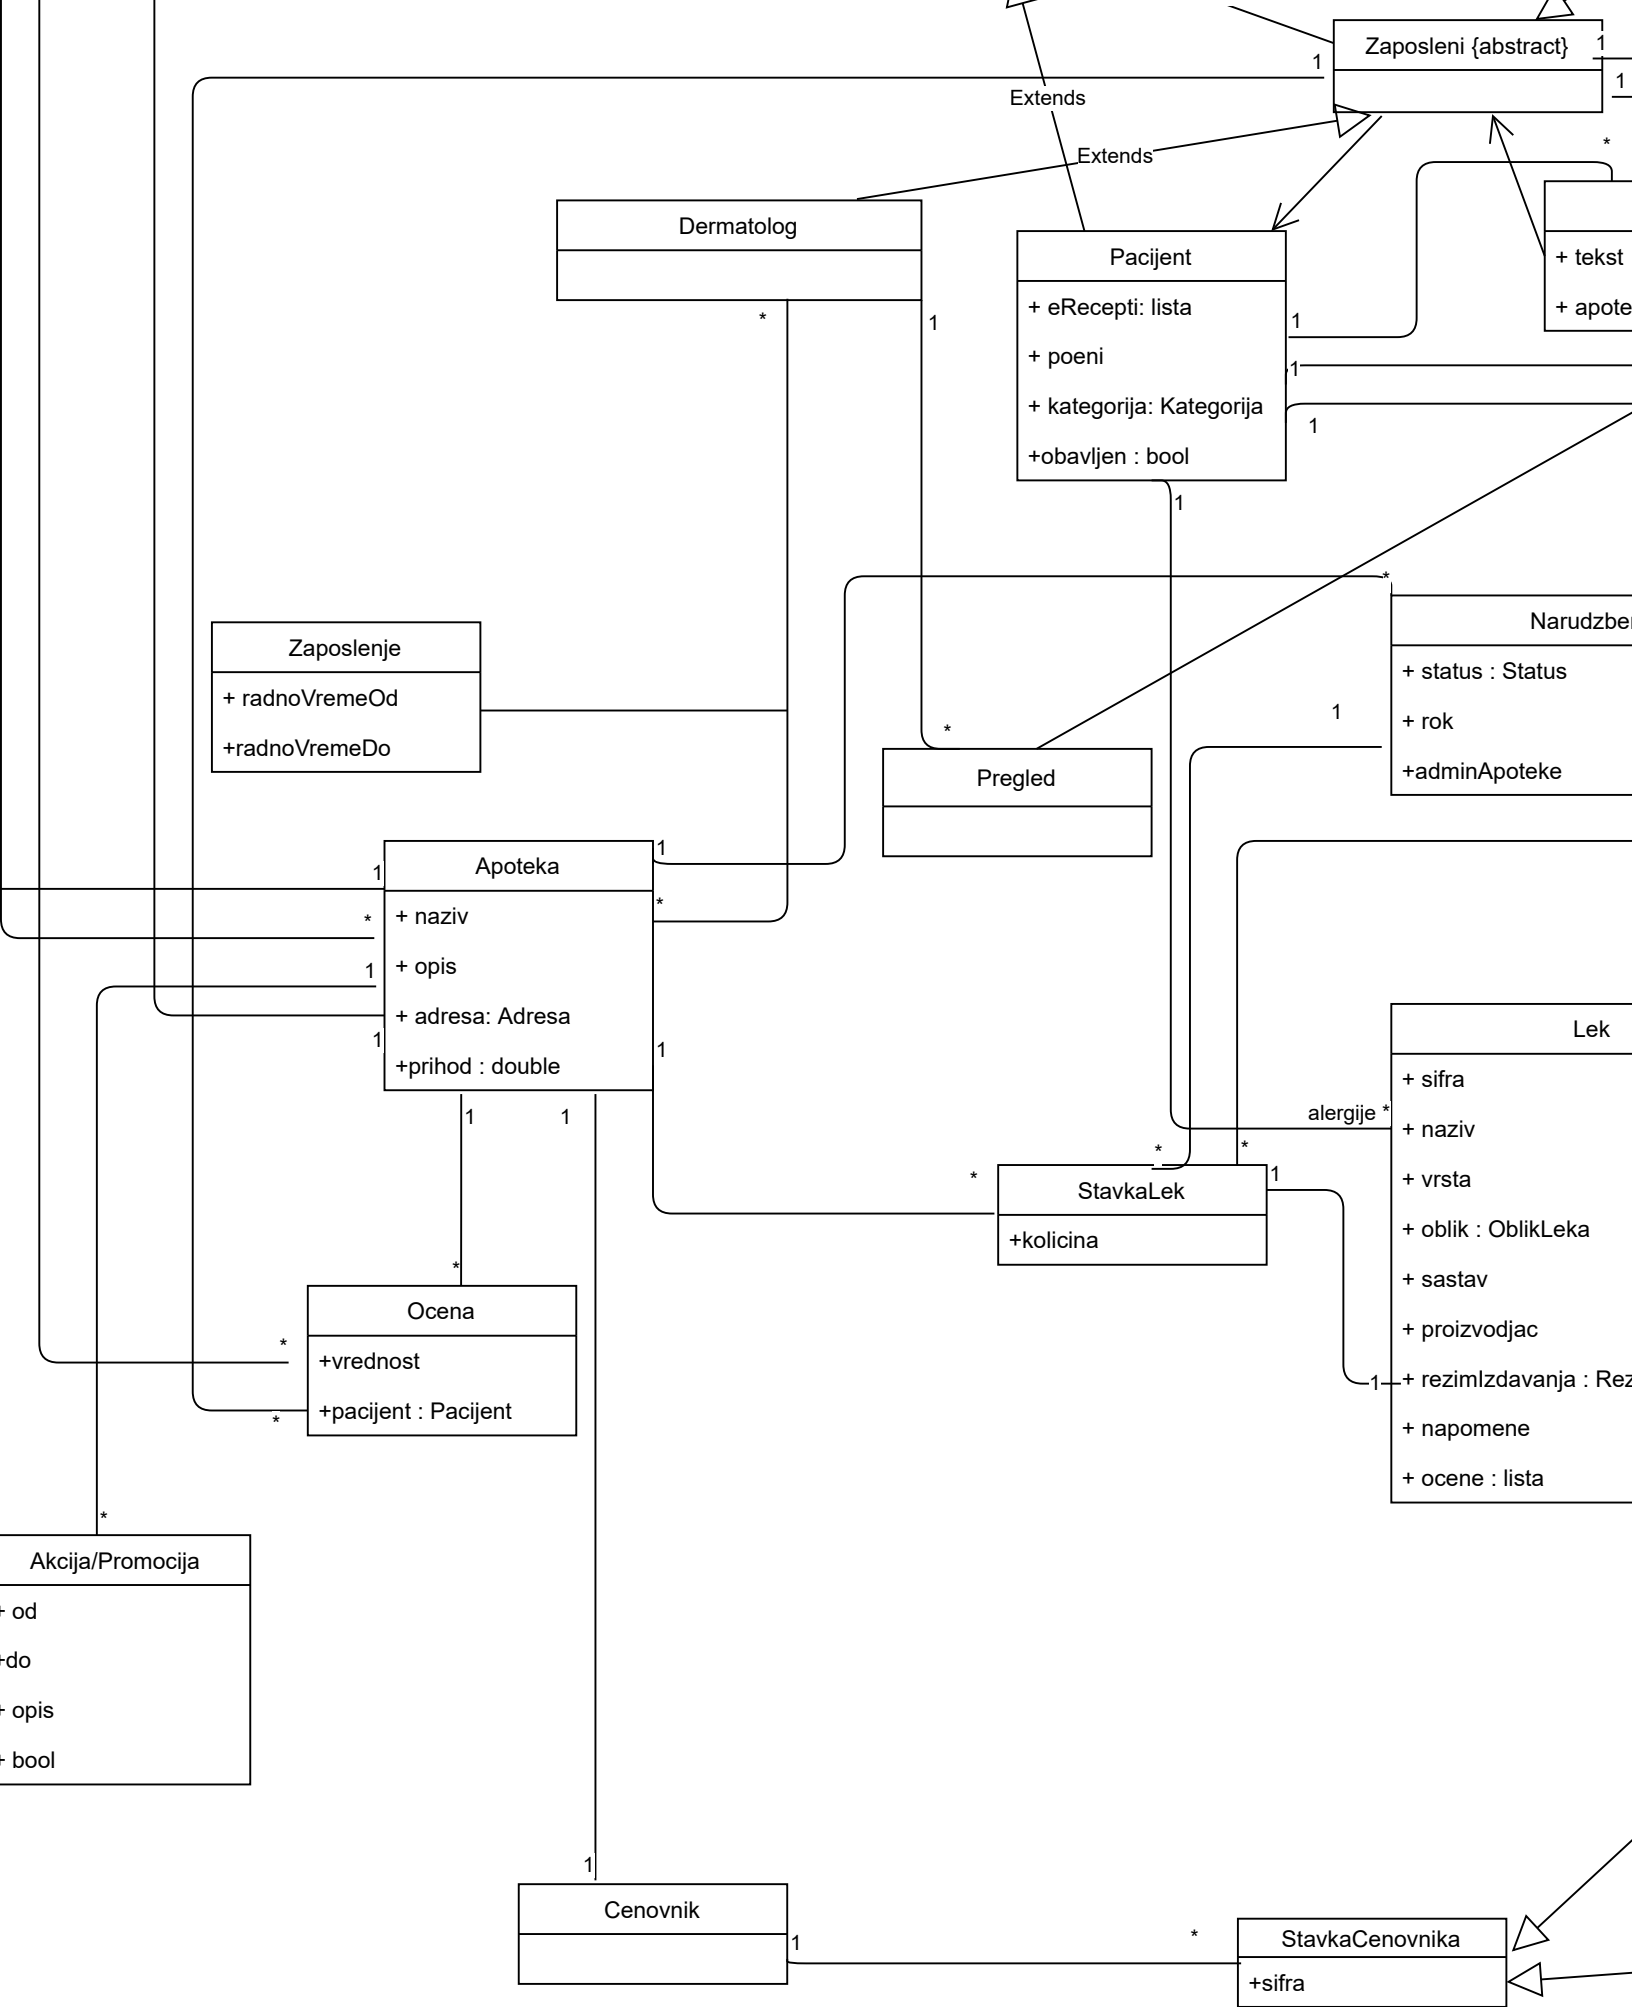 Zaposleni {abstract}
1
1
1
Extends
*
Extends
Dermatolog
*
1
Pacijent
+ eRecepti: lista
+ poeni
+ kategorija: Kategorija
+obavljen : bool
1
1
1
1
+ tekst
+ apote
Zaposlenje
+ radnoVremeOd
+radnoVremeDo
*
Narudzbe
+ status : Status
+ rok
+adminApoteke
1
*
Pregled
Apoteka
+ naziv
+ opis
+ adresa: Adresa
+prihod : double
1
1
*
*
1
1
1
1
1
Lek
+ sifra
+ naziv
+ vrsta
+ oblik : OblikLeka
+ sastav
+ proizvodjac
+ rezimIzdavanja : Rez
+ napomene
+ ocene : lista
alergije *
*
*
*
1
StavkaLek
+kolicina
1
*
Ocena
+vrednost
+pacijent : Pacijent
*
*
*
Akcija/Promocija
+ od
+do
+ opis
+ bool
1
Cenovnik
1
*
StavkaCenovnika
+sifra